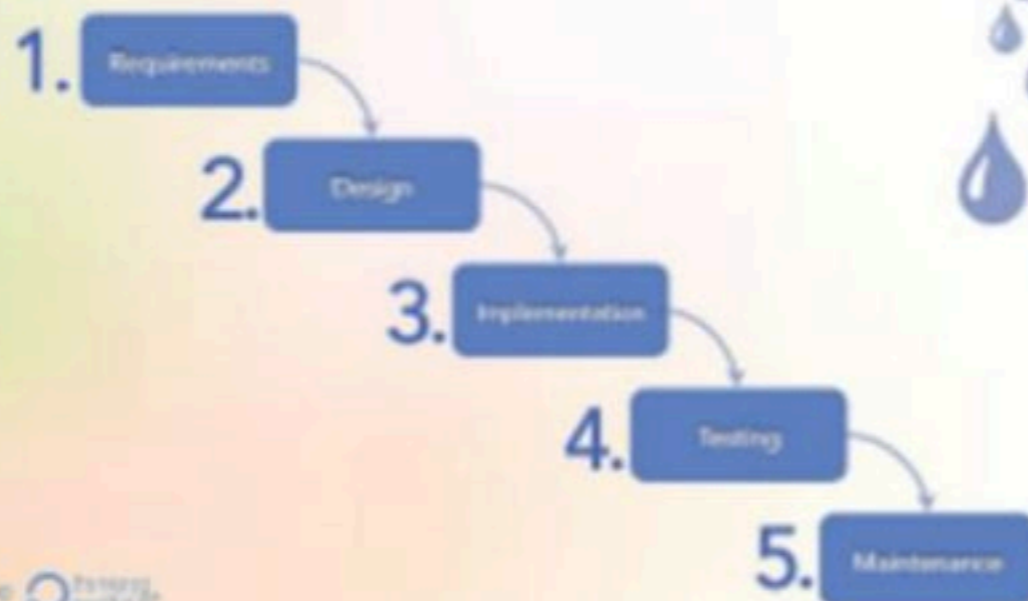 1. Requirements
2. Design
3. Implementation
4. Testing
5. Maintenance